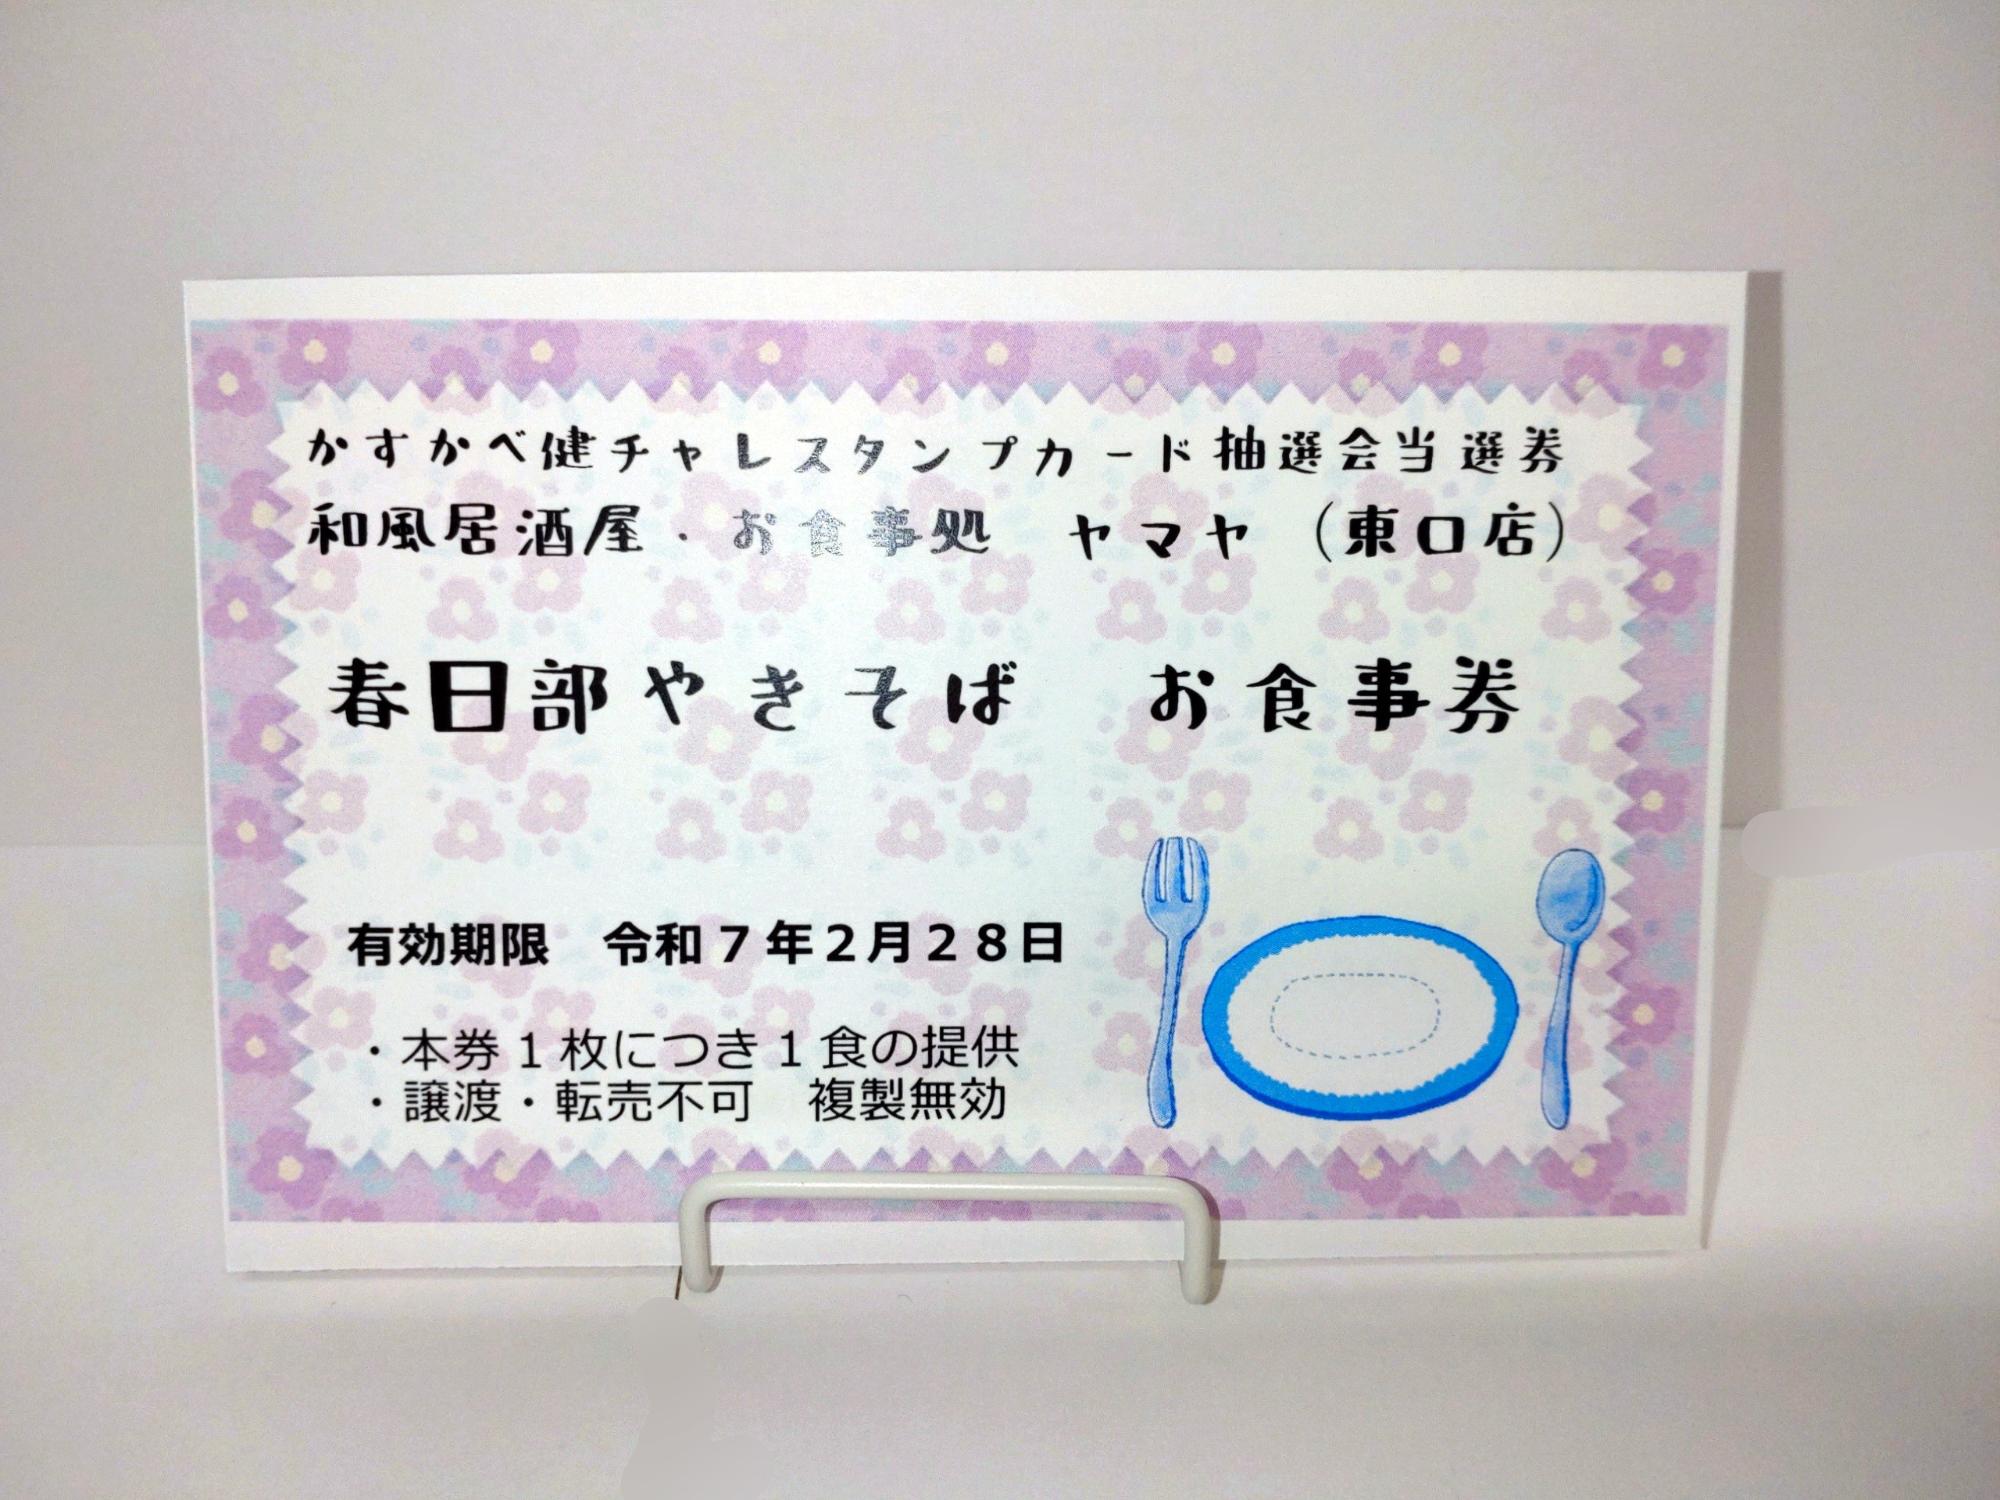 かすかべ健チャレスタンプカード抽選会当選券
和風居酒屋・お食事処　ヤマヤ（東口店）
春日部やきそば　お食事券
有効期限　令和７年２月２８日
・本券１枚につき１食の提供
・譲渡・転売不可　複製無効